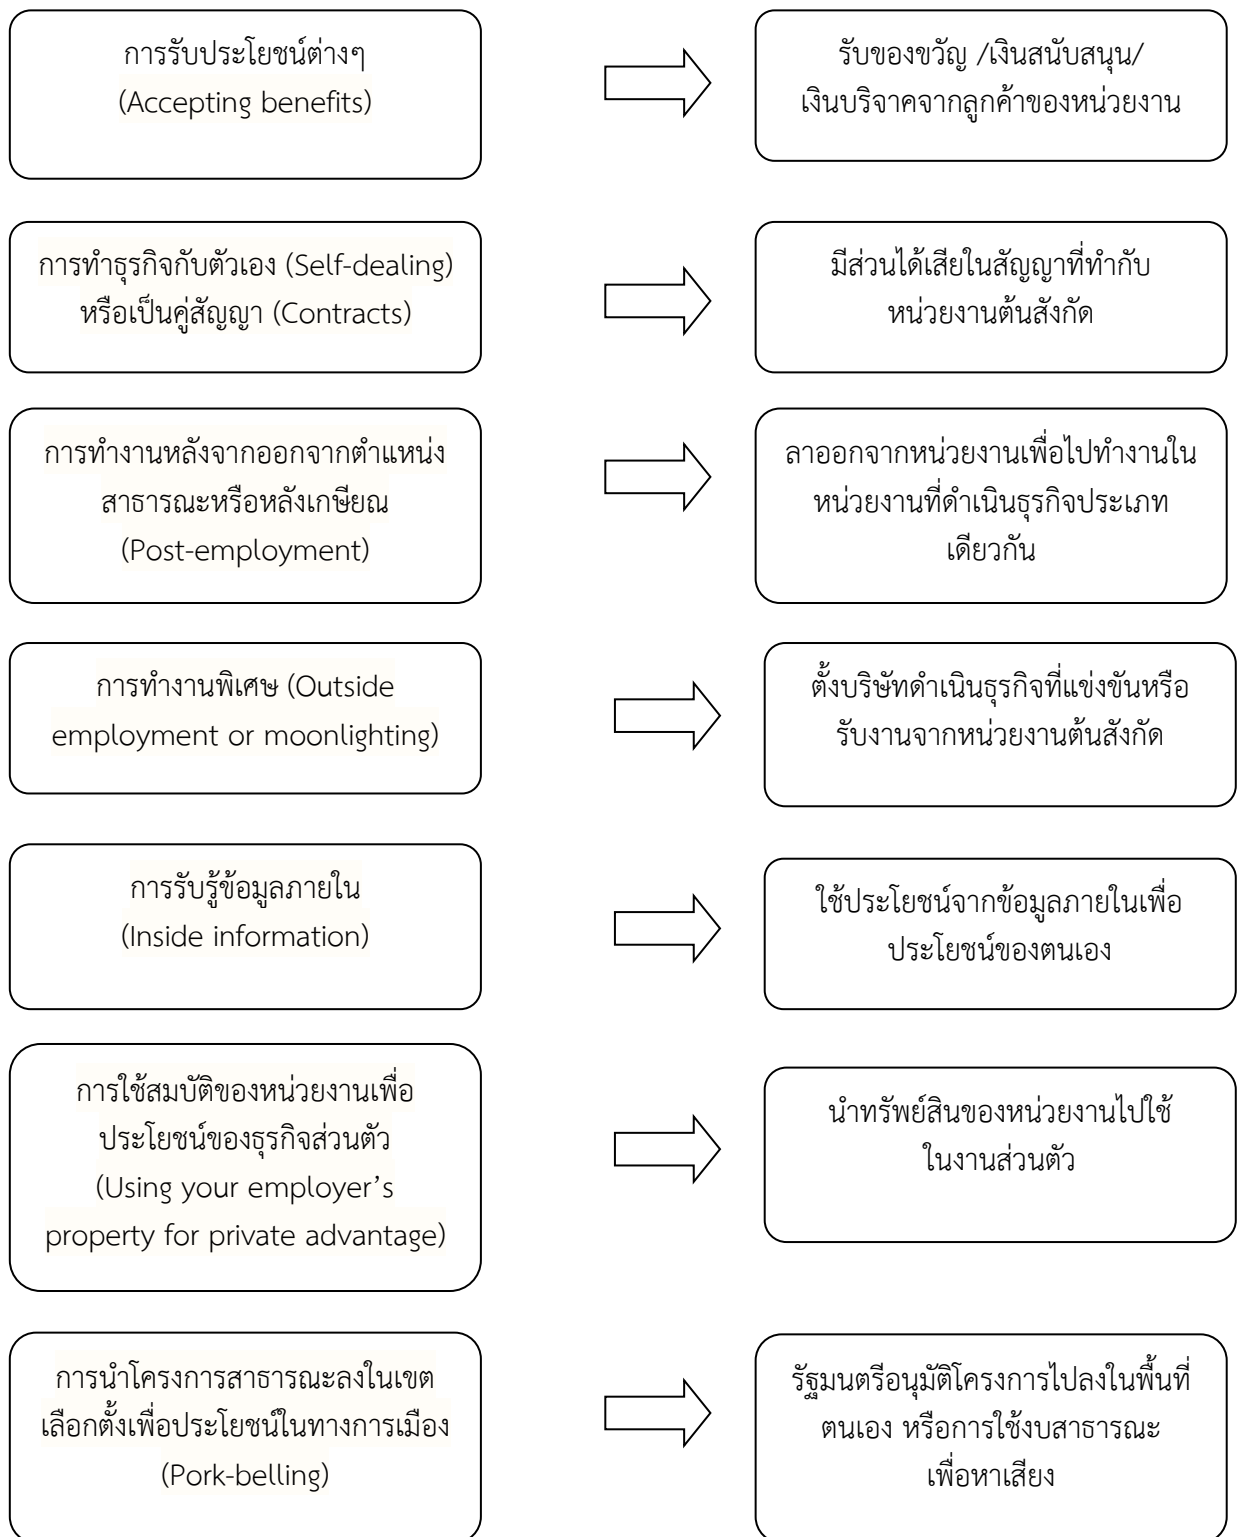 การรับประโยชน์ต่างๆ
(Accepting benefits)
รับของขวัญ /เงินสนับสนุน/
เงินบริจาคจากลูกค้าของหน่วยงาน
การทำธุรกิจกับตัวเอง (Self-dealing)
หรือเป็นคู่สัญญา (Contracts)
มีส่วนได้เสียในสัญญาที่ทำกับ
หน่วยงานต้นสังกัด
การทำงานหลังจากออกจากตำแหน่ง
สาธารณะหรือหลังเกษียณ
(Post-employment)
ลาออกจากหน่วยงานเพื่อไปทำงานใน
หน่วยงานที่ดำเนินธุรกิจประเภท
เดียวกัน
การทำงานพิเศษ (Outside
employment or moonlighting)
ตั้งบริษัทดำเนินธุรกิจที่แข่งขันหรือ
รับงานจากหน่วยงานต้นสังกัด
การรับรู้ข้อมูลภายใน
(Inside information)
ใช้ประโยชน์จากข้อมูลภายในเพื่อ
ประโยชน์ของตนเอง
การใช้สมบัติของหน่วยงานเพื่อ
ประโยชน์ของธุรกิจส่วนตัว
(Using your employer’s
property for private advantage)
นำทรัพย์สินของหน่วยงานไปใช้
ในงานส่วนตัว
การนำโครงการสาธารณะลงในเขต
เลือกตั้งเพื่อประโยชน์ในทางการเมือง
(Pork-belling)
รัฐมนตรีอนุมัติโครงการไปลงในพื้นที่
ตนเอง หรือการใช้งบสาธารณะ
เพื่อหาเสียง